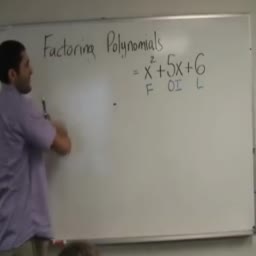 Factoring Polynomials
= x²+5x+6
F OI L